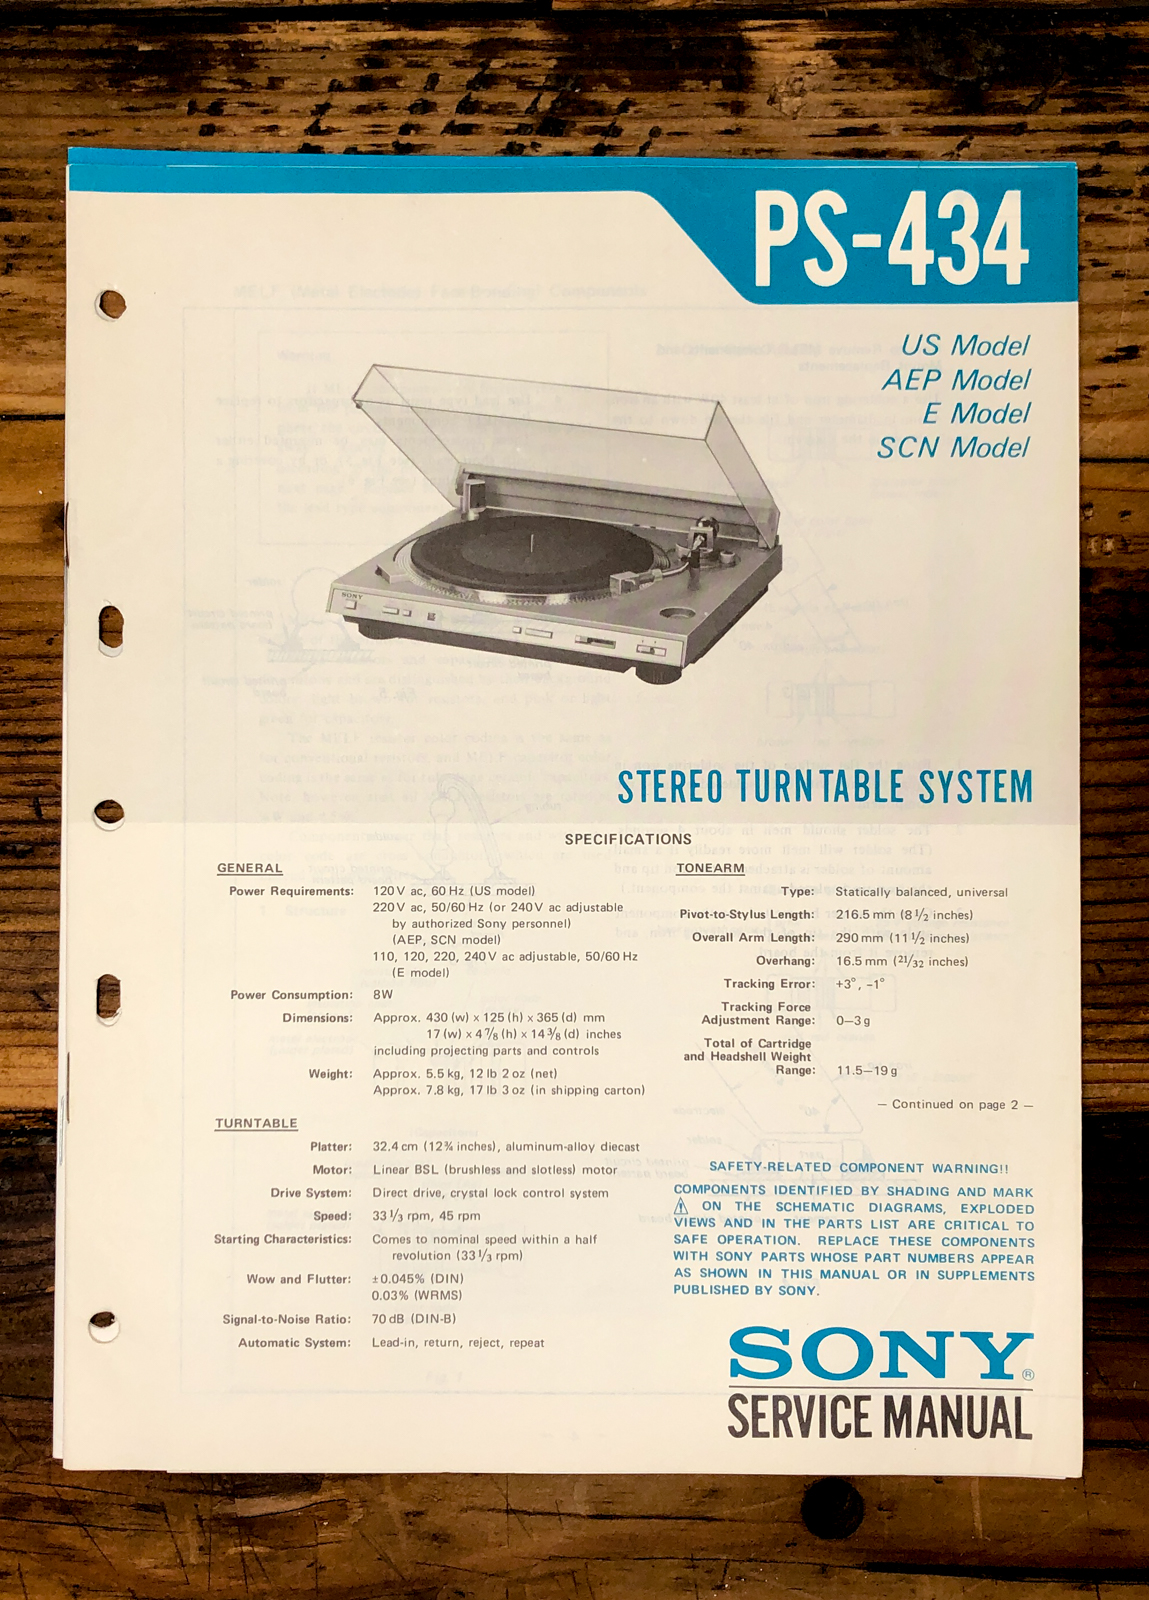 PS-434
US Model
AEP Model
E Model
SCN Model
SONY
STEREO TURNTABLE SYSTEM
SPECIFICATIONS
GENERAL
Power Requirements: 120 V ac, 60 Hz (US model)
220 V ac, 50/60 Hz (or 240 V ac adjustable
by authorized Sony personnel)
(AEP, SCN model)
110, 120, 220, 240 V ac adjustable, 50/60 Hz
(E model)
Power Consumption: 8W
Dimensions: Approx. 430 (w) x 125 (h) x 365 (d) mm
17 (w) x 4 7/8 (h) x 14 3/8 (d) inches
including projecting parts and controls
Weight: Approx. 5.5 kg, 12 lb 2 oz (net)
Approx. 7.8 kg, 17 lb 3 oz (in shipping carton)
TURNTABLE
Platter: 32.4 cm (12¾ inches), aluminum-alloy diecast
Motor: Linear BSL (brushless and slotless) motor
Drive System: Direct drive, crystal lock control system
Speed: 33 1/3 rpm, 45 rpm
Starting Characteristics: Comes to nominal speed within a half
revolution (33 1/3 rpm)
Wow and Flutter: ±0.045% (DIN)
0.03% (WRMS)
Signal-to-Noise Ratio: 70 dB (DIN-B)
Automatic System: Lead-in, return, reject, repeat
TONEARM
Type: Statically balanced, universal
Pivot-to-Stylus Length: 216.5 mm (8 1/2 inches)
Overall Arm Length: 290 mm (11 1/2 inches)
Overhang: 16.5 mm (21/32 inches)
Tracking Error: +3°, -1°
Tracking Force
Adjustment Range: 0–3 g
Total of Cartridge
and Headshell Weight
Range: 11.5–19 g
— Continued on page 2 —
SAFETY-RELATED COMPONENT WARNING!!
COMPONENTS IDENTIFIED BY SHADING AND MARK
⚠ ON THE SCHEMATIC DIAGRAMS, EXPLODED
VIEWS AND IN THE PARTS LIST ARE CRITICAL TO
SAFE OPERATION. REPLACE THESE COMPONENTS
WITH SONY PARTS WHOSE PART NUMBERS APPEAR
AS SHOWN IN THIS MANUAL OR IN SUPPLEMENTS
PUBLISHED BY SONY.
SONY®
SERVICE MANUAL